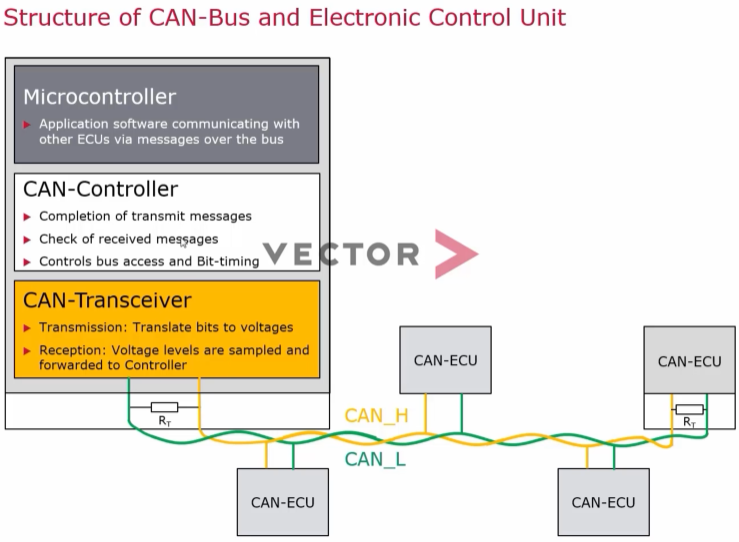 Structure of CAN-Bus and Electronic Control Unit
Microcontroller
Application software communicating with
other ECUs via messages over the bus
CAN-Controller
Completion of transmit messages
Check of received messages
Controls bus access and Bit-timing
VECTOR
CAN-Transceiver
Transmission: Translate bits to voltages
Reception: Voltage levels are sampled and
forwarded to Controller
CAN-ECU
CAN-ECU
RT
CAN_H
RT
CAN_L
CAN-ECU
CAN-ECU